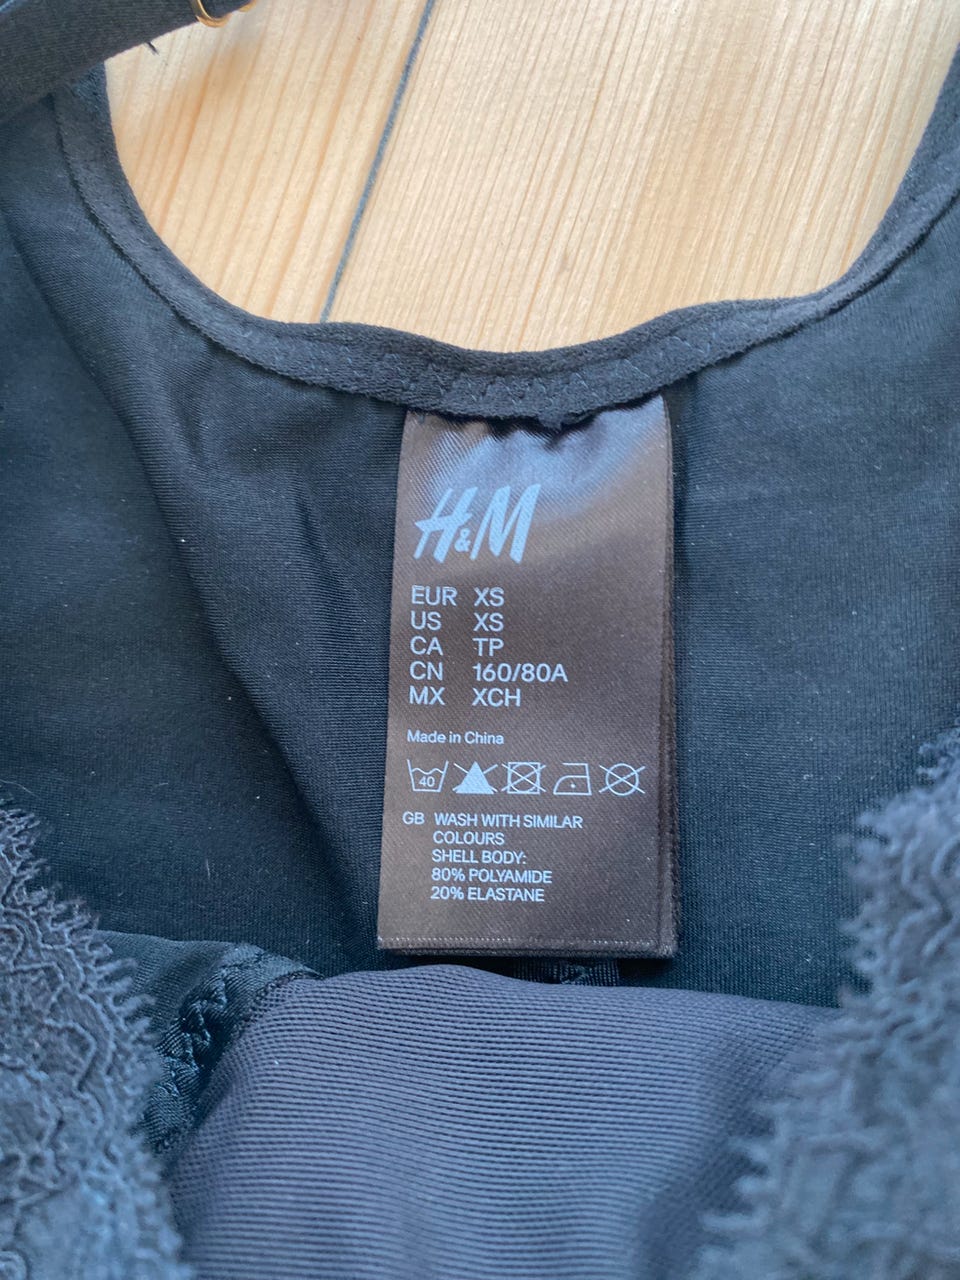 H&M
EUR XS
US XS
CA TP
CN 160/80A
MX XCH
Made in China
40
GB WASH WITH SIMILAR
COLOURS
SHELL BODY:
80% POLYAMIDE
20% ELASTANE